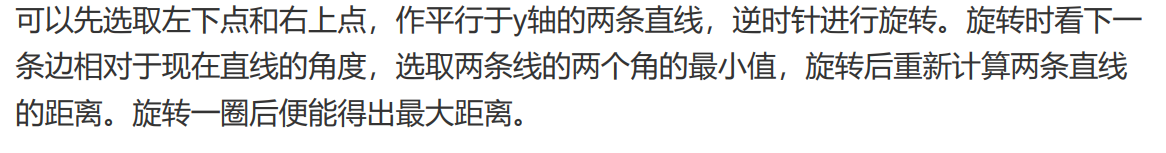 可以先选取左下点和右上点，作平行于y轴的两条直线，逆时针进行旋转。旋转时看下一
条边相对于现在直线的角度，选取两条线的两个角的最小值，旋转后重新计算两条直线
的距离。旋转一圈后便能得出最大距离。